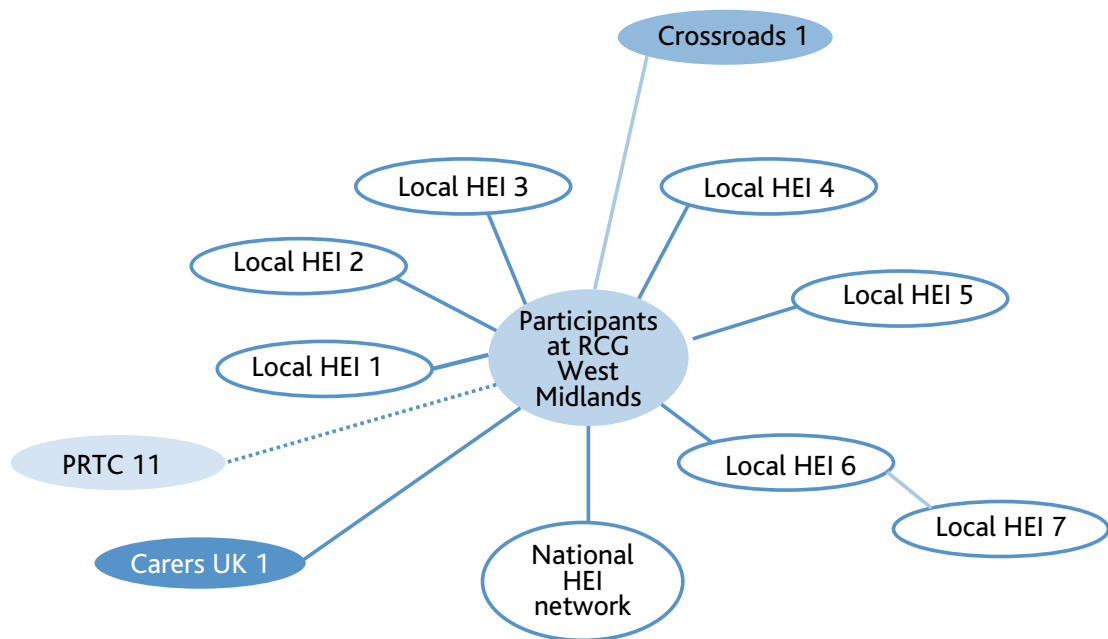 Crossroads 1
Local HEI 3
Local HEI 4
Local HEI 2
Local HEI 5
Participants
at RCG
West
Midlands
Local HEI 1
PRTC 11
Local HEI 6
Local HEI 7
Carers UK 1
National
HEI
network